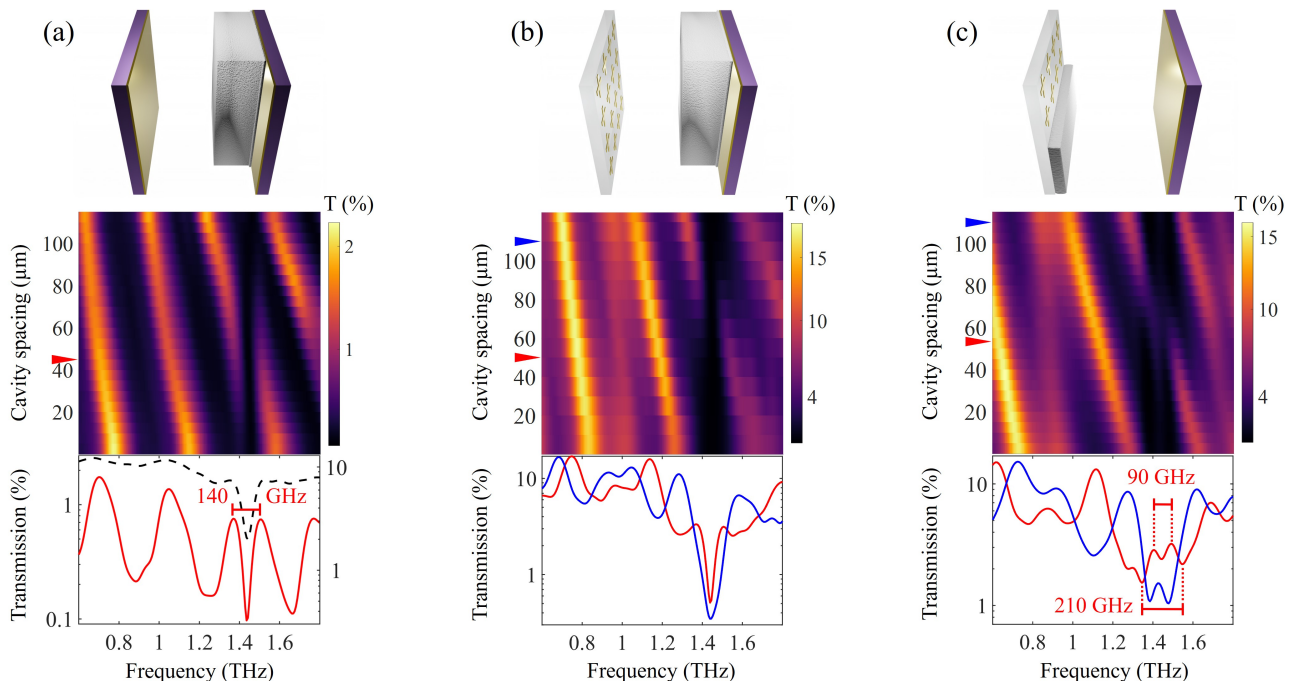 (a)
(b)
(c)
T (%)
T (%)
T (%)
Cavity spacing (μm)
100
80
60
40
20
2
1
Cavity spacing (μm)
100
80
60
40
20
15
10
4
Cavity spacing (μm)
100
80
60
40
20
15
10
4
Transmission (%)
1
0.1
140 GHz
10
1
0.8 1 1.2 1.4 1.6
Frequency (THz)
Transmission (%)
10
1
0.8 1 1.2 1.4 1.6
Frequency (THz)
Transmission (%)
10
1
90 GHz
210 GHz
0.8 1 1.2 1.4 1.6
Frequency (THz)